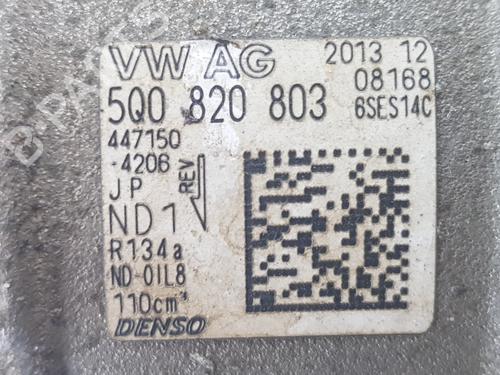 VW AG 2013 12
08168
5Q0 820 803 6SES14C
447150
-4206
JP REV
ND1
R134a
ND-OIL8
110cm³
DENSO